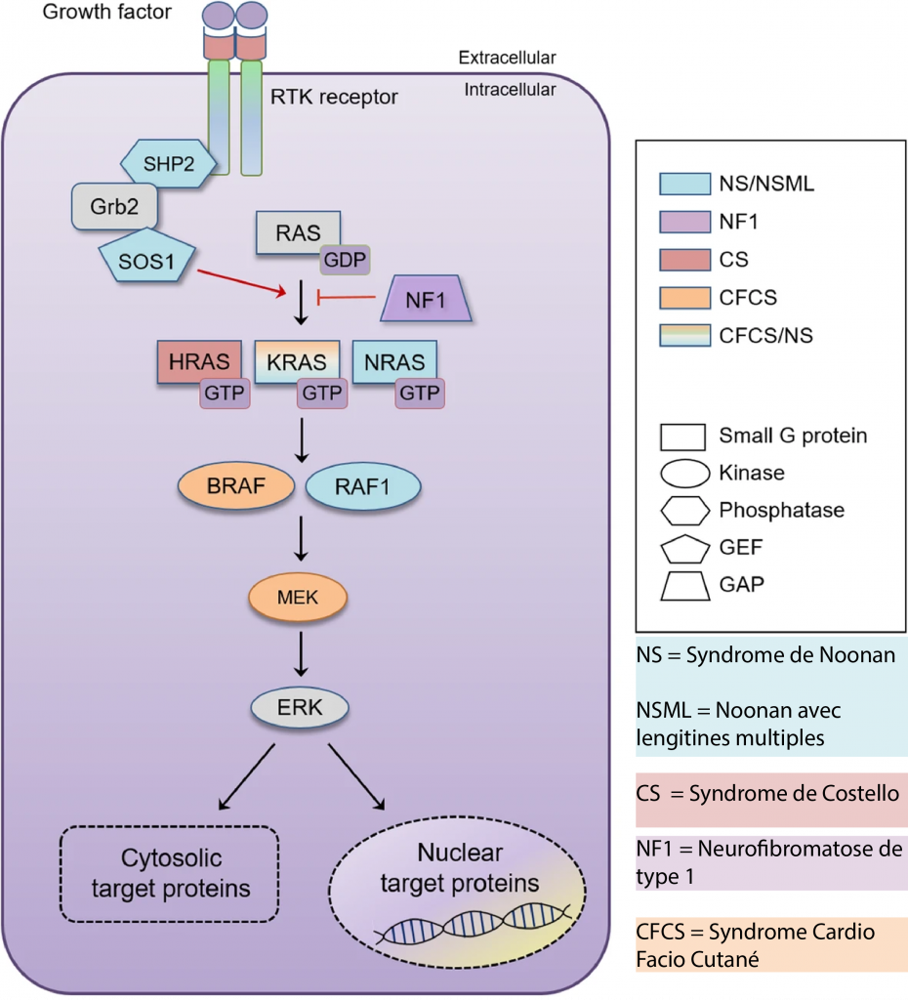 Growth factor
Extracellular
Intracellular
RTK receptor
SHP2
Grb2
SOS1
RAS
GDP
NF1
HRAS
GTP
KRAS
GTP
NRAS
GTP
BRAF
RAF1
MEK
ERK
Cytosolic
target proteins
Nuclear
target proteins
NS/NSML
NF1
CS
CFCS
CFCS/NS
Small G protein
Kinase
Phosphatase
GEF
GAP
NS = Syndrome de Noonan
NSML = Noonan avec
lengitines multiples
CS = Syndrome de Costello
NF1 = Neurofibromatose de
type 1
CFCS = Syndrome Cardio
Facio Cutané